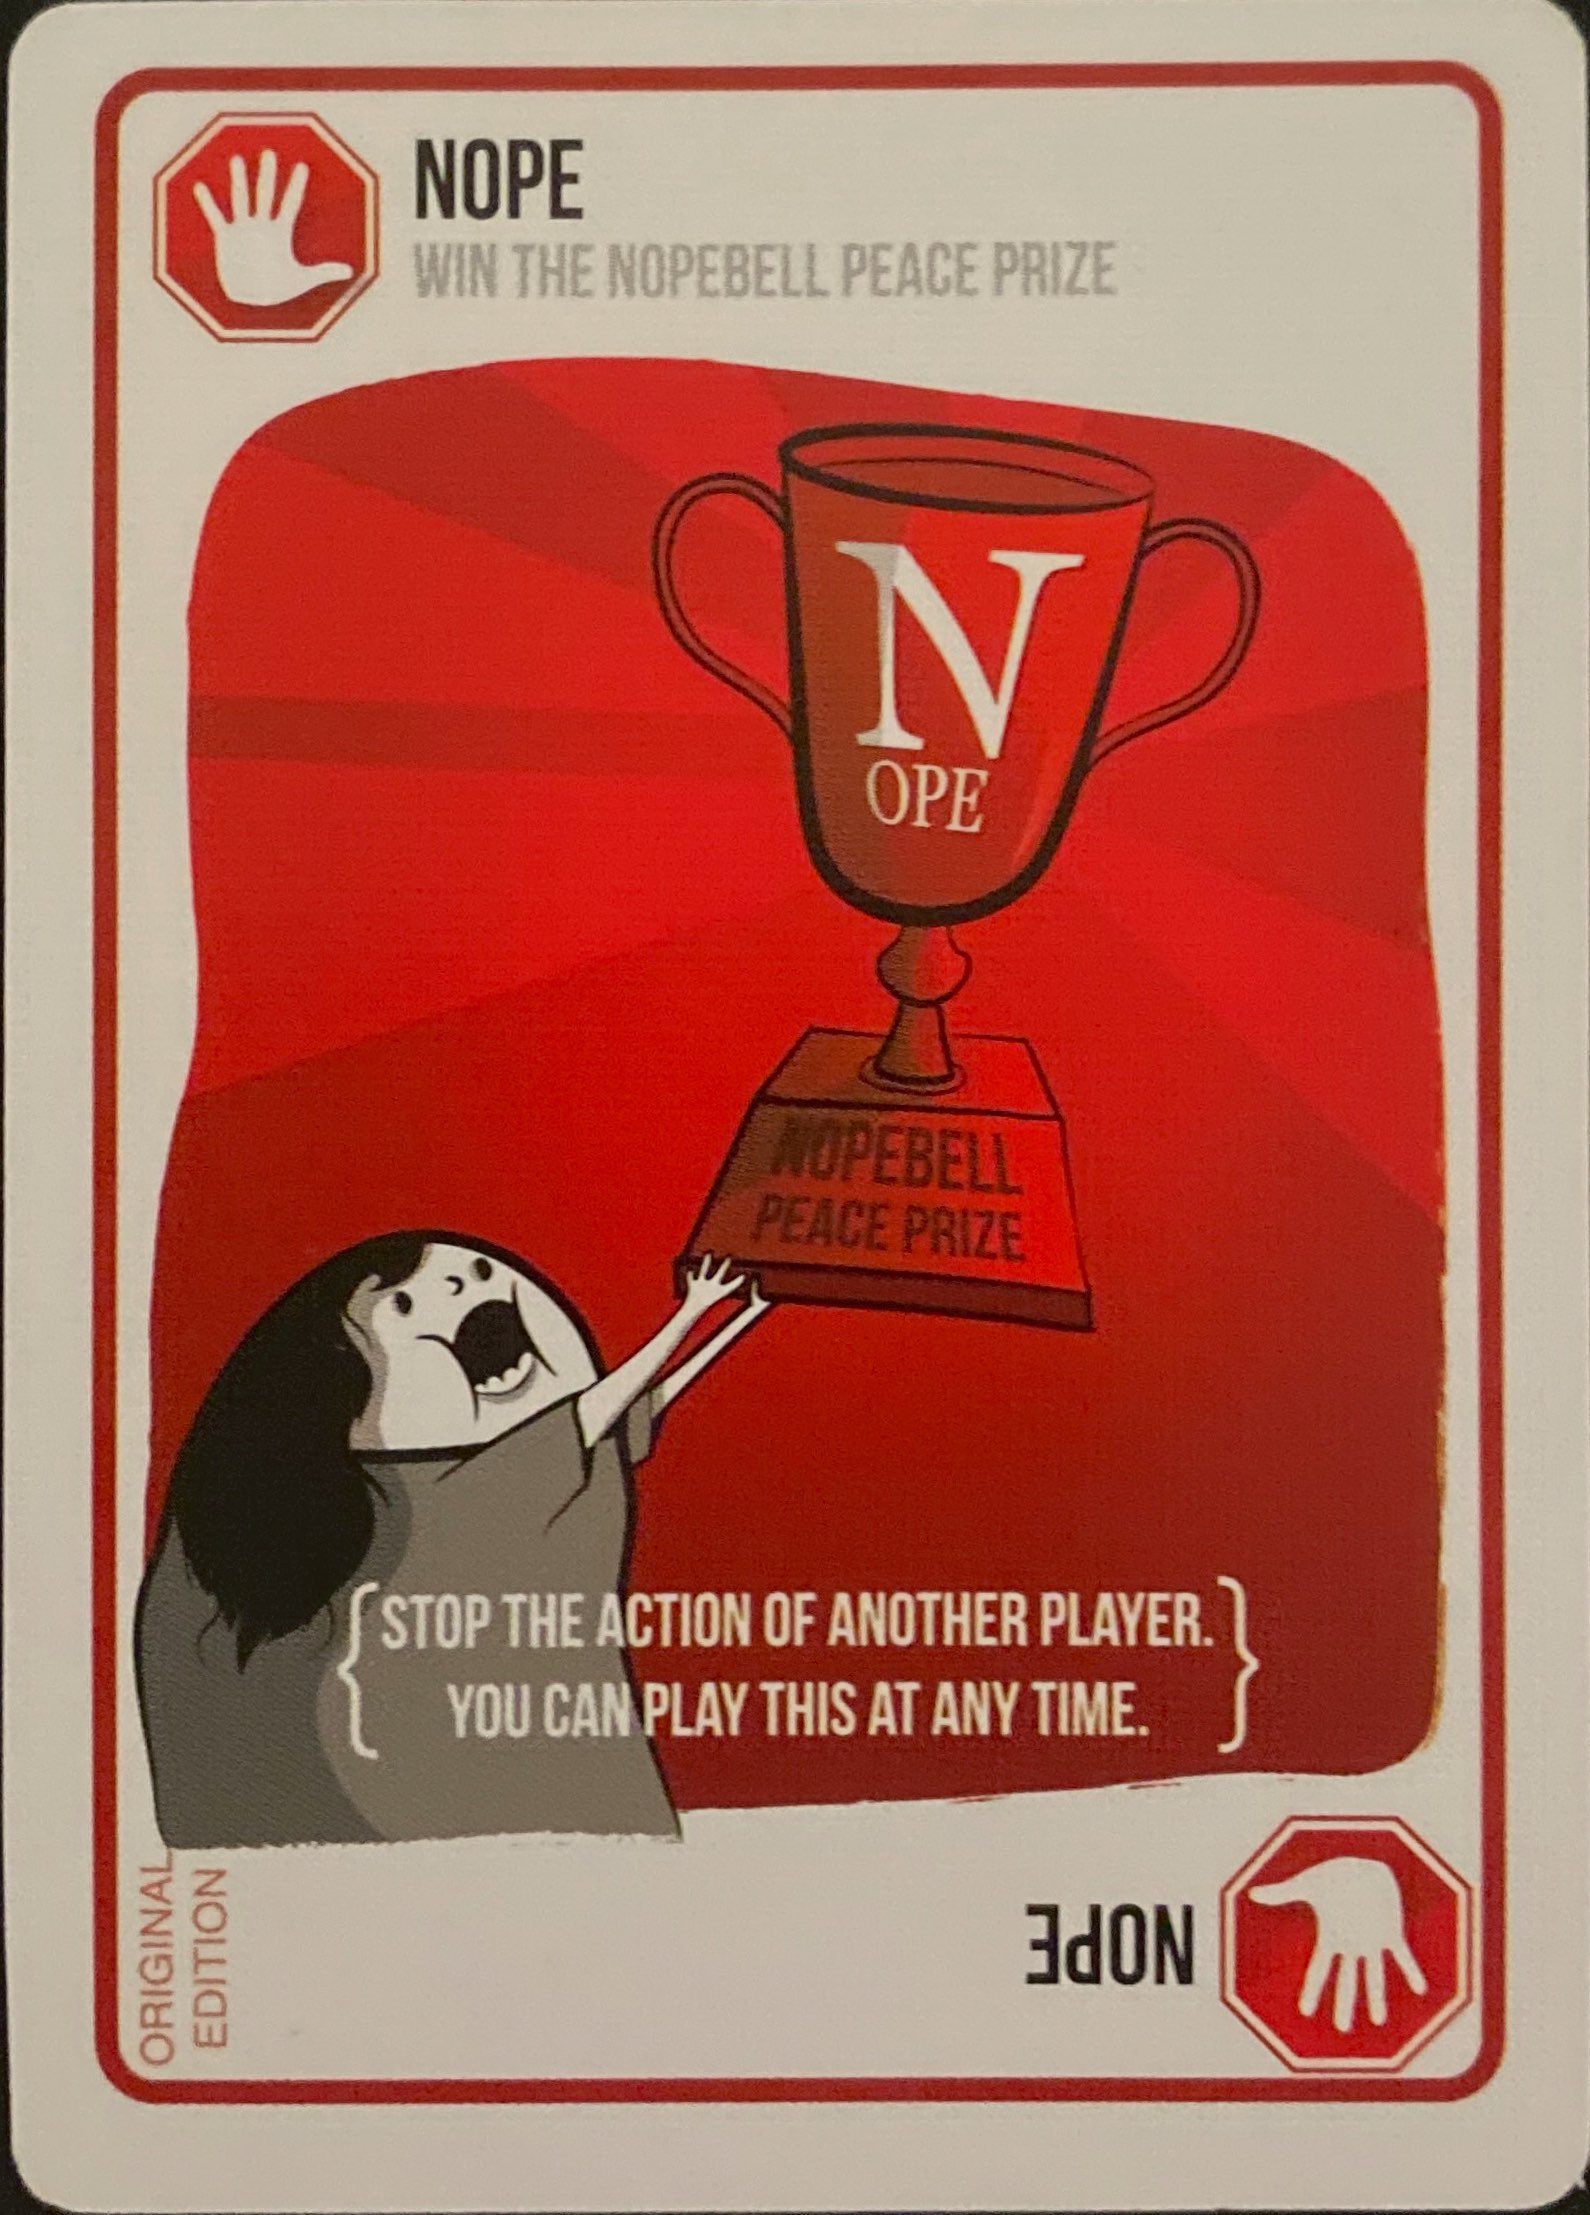 NOPE
WIN THE NOPEBELL PEACE PRIZE
N
OPE
NOPEBELL
PEACE PRIZE
STOP THE ACTION OF ANOTHER PLAYER.
YOU CAN PLAY THIS AT ANY TIME.
ORIGINAL
EDITION
NOPE